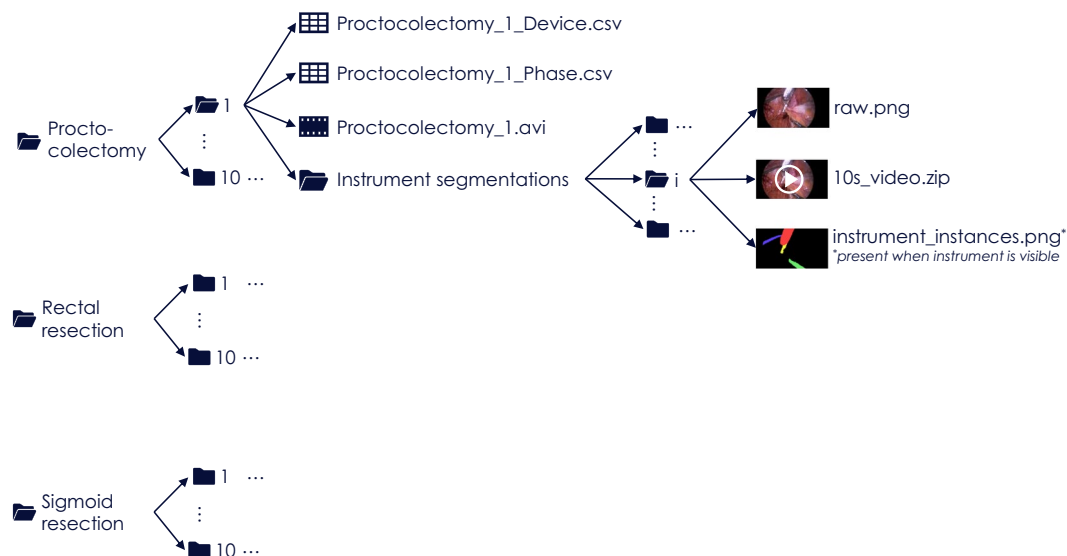 Proctocolectomy_1_Device.csv
Proctocolectomy_1_Phase.csv
Procto-
colectomy
1
⋮
10 ...
Proctocolectomy_1.avi
Instrument segmentations
...
⋮
i
⋮
...
raw.png
10s_video.zip
instrument_instances.png*
*present when instrument is visible
Rectal
resection
1 ...
⋮
10 ...
Sigmoid
resection
1 ...
⋮
10 ...